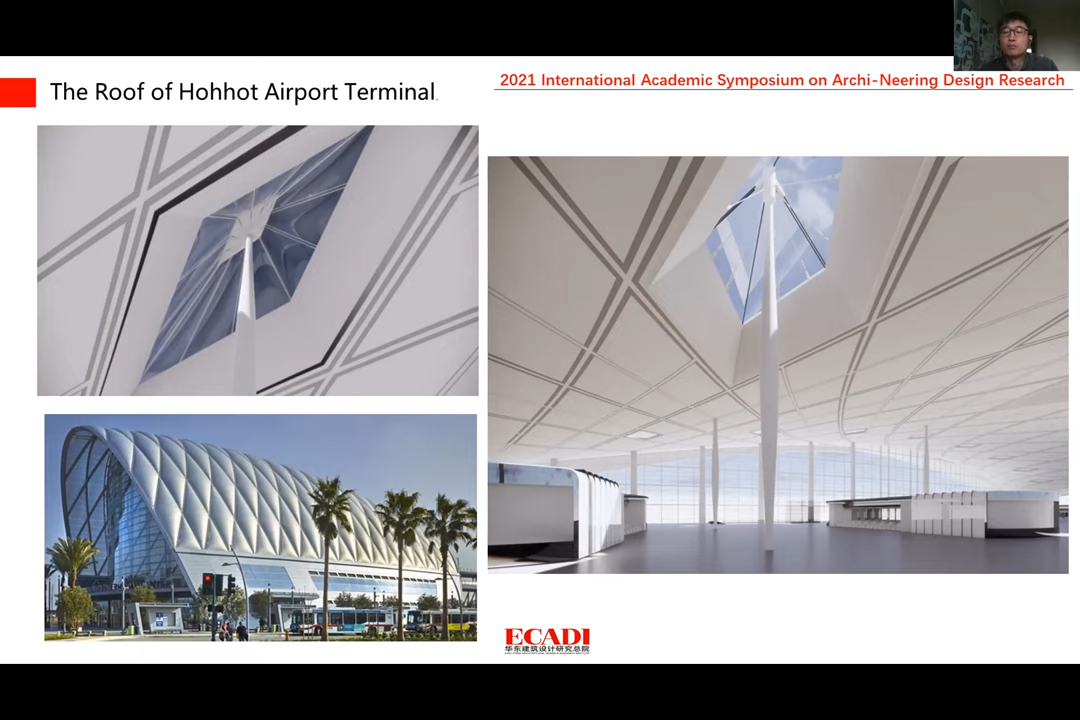 The Roof of Hohhot Airport Terminal.
2021 International Academic Symposium on Archi-Neering Design Research
ECADI
华东建筑设计研究总院